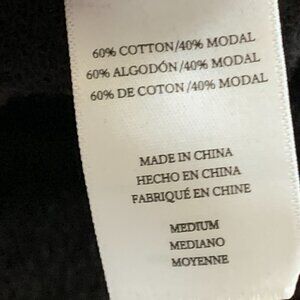 60% COTTON/40% MODAL
60% ALGODÓN/40% MODAL
60% DE COTON/40% MODAL
MADE IN CHINA
HECHO EN CHINA
FABRIQUÉ EN CHINE
MEDIUM
MEDIANO
MOYENNE